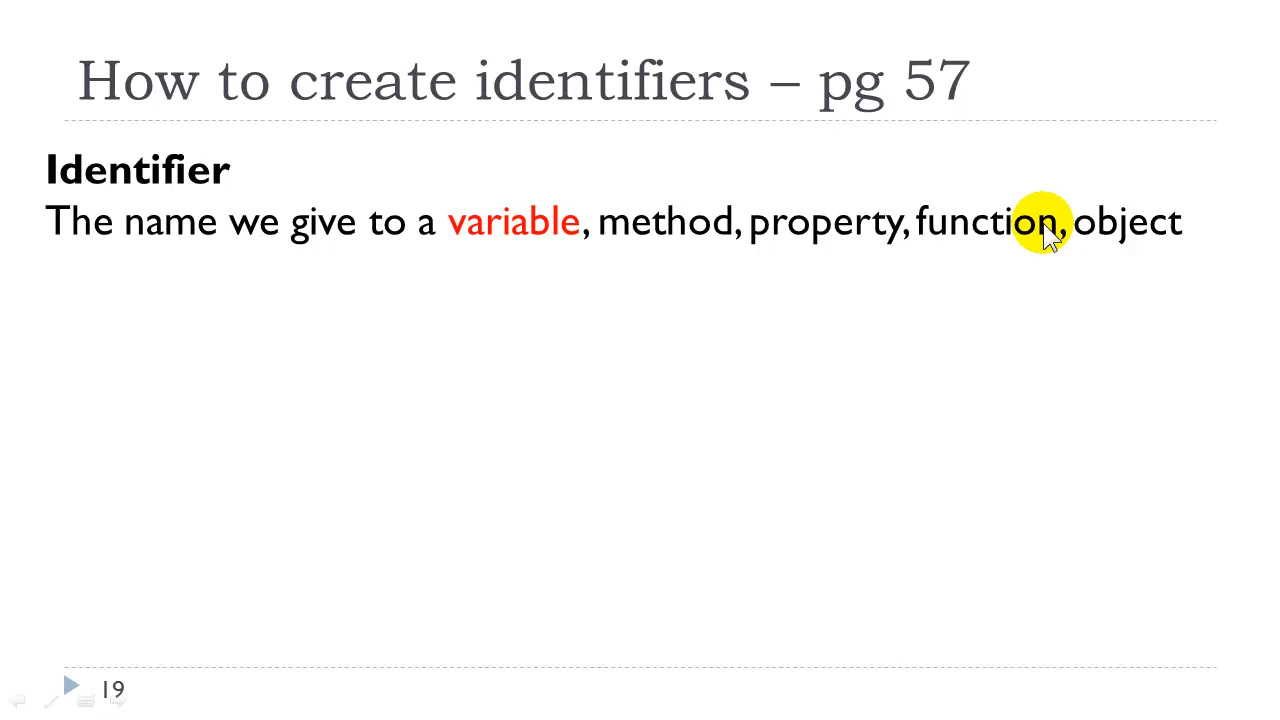 How to create identifiers – pg 57
Identifier
The name we give to a variable, method, property, function, object
19